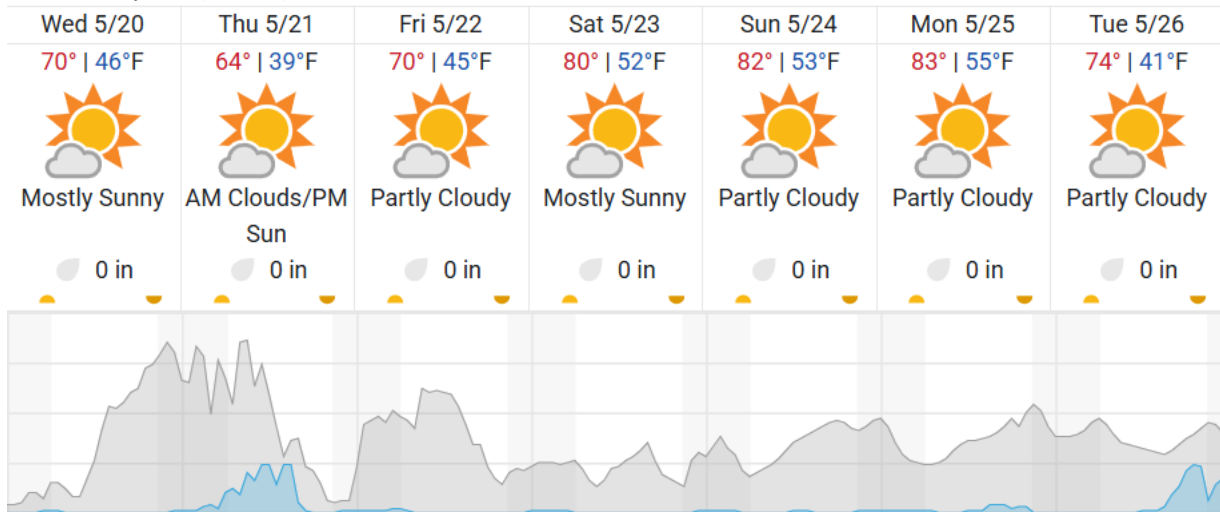 Wed 5/20 Thu 5/21 Fri 5/22 Sat 5/23 Sun 5/24 Mon 5/25 Tue 5/26
70° | 46°F 64° | 39°F 70° | 45°F 80° | 52°F 82° | 53°F 83° | 55°F 74° | 41°F
Mostly Sunny AM Clouds/PM Partly Cloudy Mostly Sunny Partly Cloudy Partly Cloudy Partly Cloudy
Sun
0 in 0 in 0 in 0 in 0 in 0 in 0 in